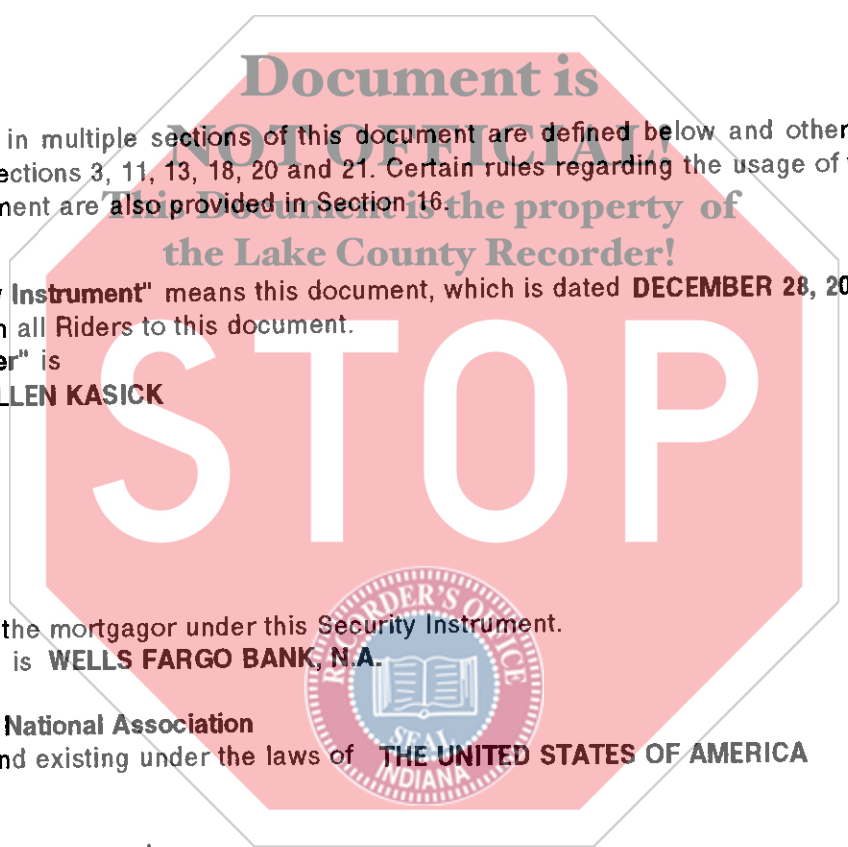 Document is
in multiple sections of this document are defined below and other
ections 3, 11, 13, 18, 20 and 21. Certain rules regarding the usage of
NOT OFFICIAL!
ment are also provided in Section 16.
This Document is the property of
the Lake County Recorder!
Instrument" means this document, which is dated DECEMBER 28, 20
all Riders to this document.
er" is
LLEN KASICK
STOP
the mortgagor under this Security Instrument.
is WELLS FARGO BANK, N.A.
National Association
nd existing under the laws of THE UNITED STATES OF AMERICA
RECORDER'S OFFICE
SEAL
INDIANA